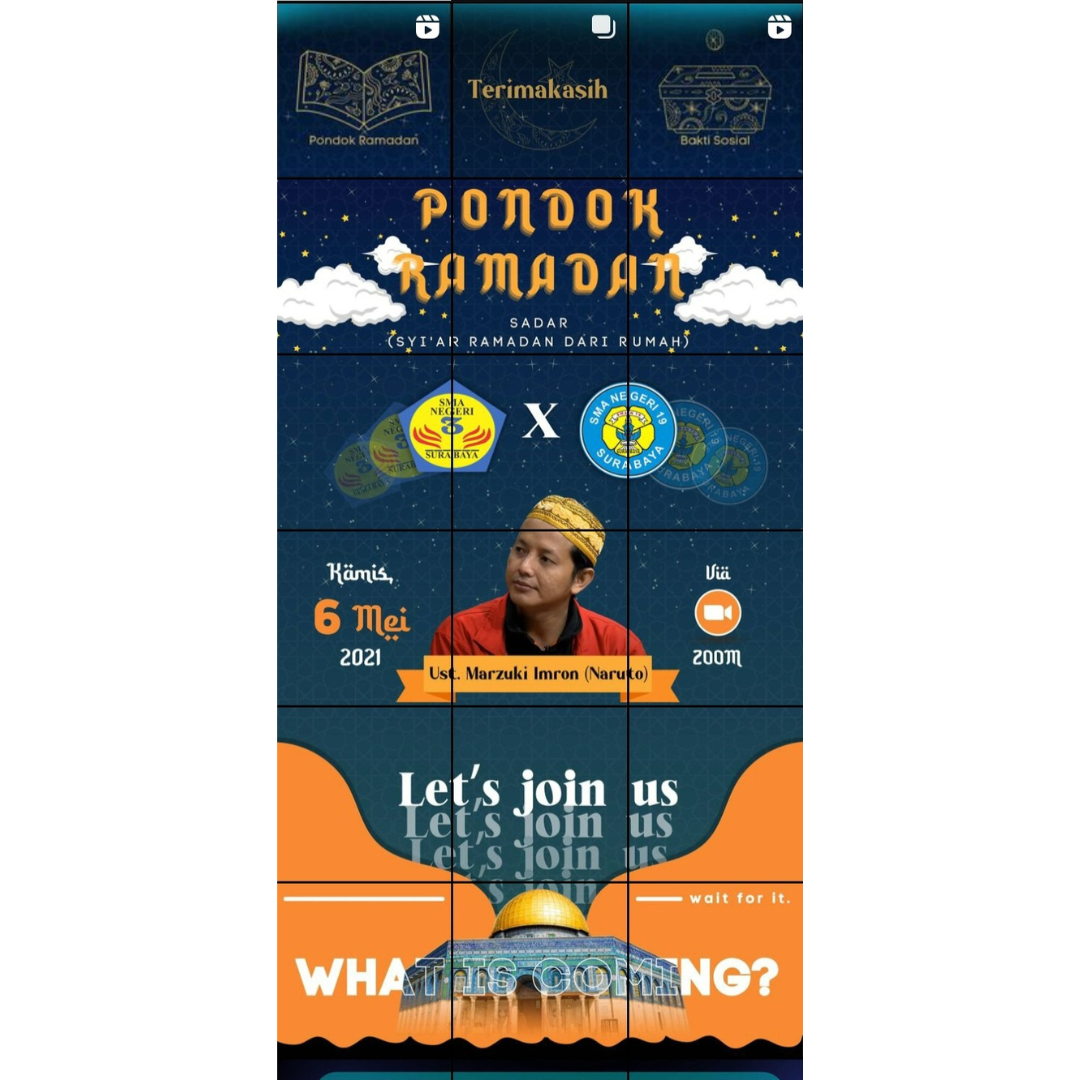 Terimakasih
Pondok Ramadan
Bakti Sosial
PONDOK
RAMADAN
SADAR
(SYI'AR RAMADAN DARI RUMAH)
SMA
NEGERI
3
SURABAYA
X
SMA NEGERI 19
SURABAYA
Kamis,
6 Mei
2021
Via
ZOOM
Ust. Marzuki Imron (Naruto)
Let's join us
Let's join us
Let's join us
wait for it.
WHAT IS COMING?